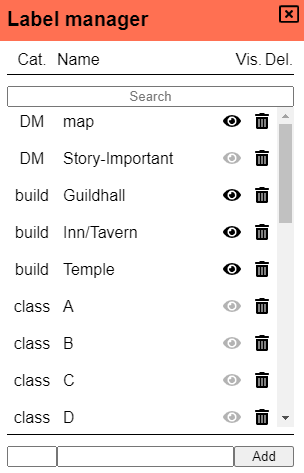 Label manager
Cat. Name Vis. Del.
Search
DM map
DM Story-Important
build Guildhall
build Inn/Tavern
build Temple
class A
class B
class C
class D
Add